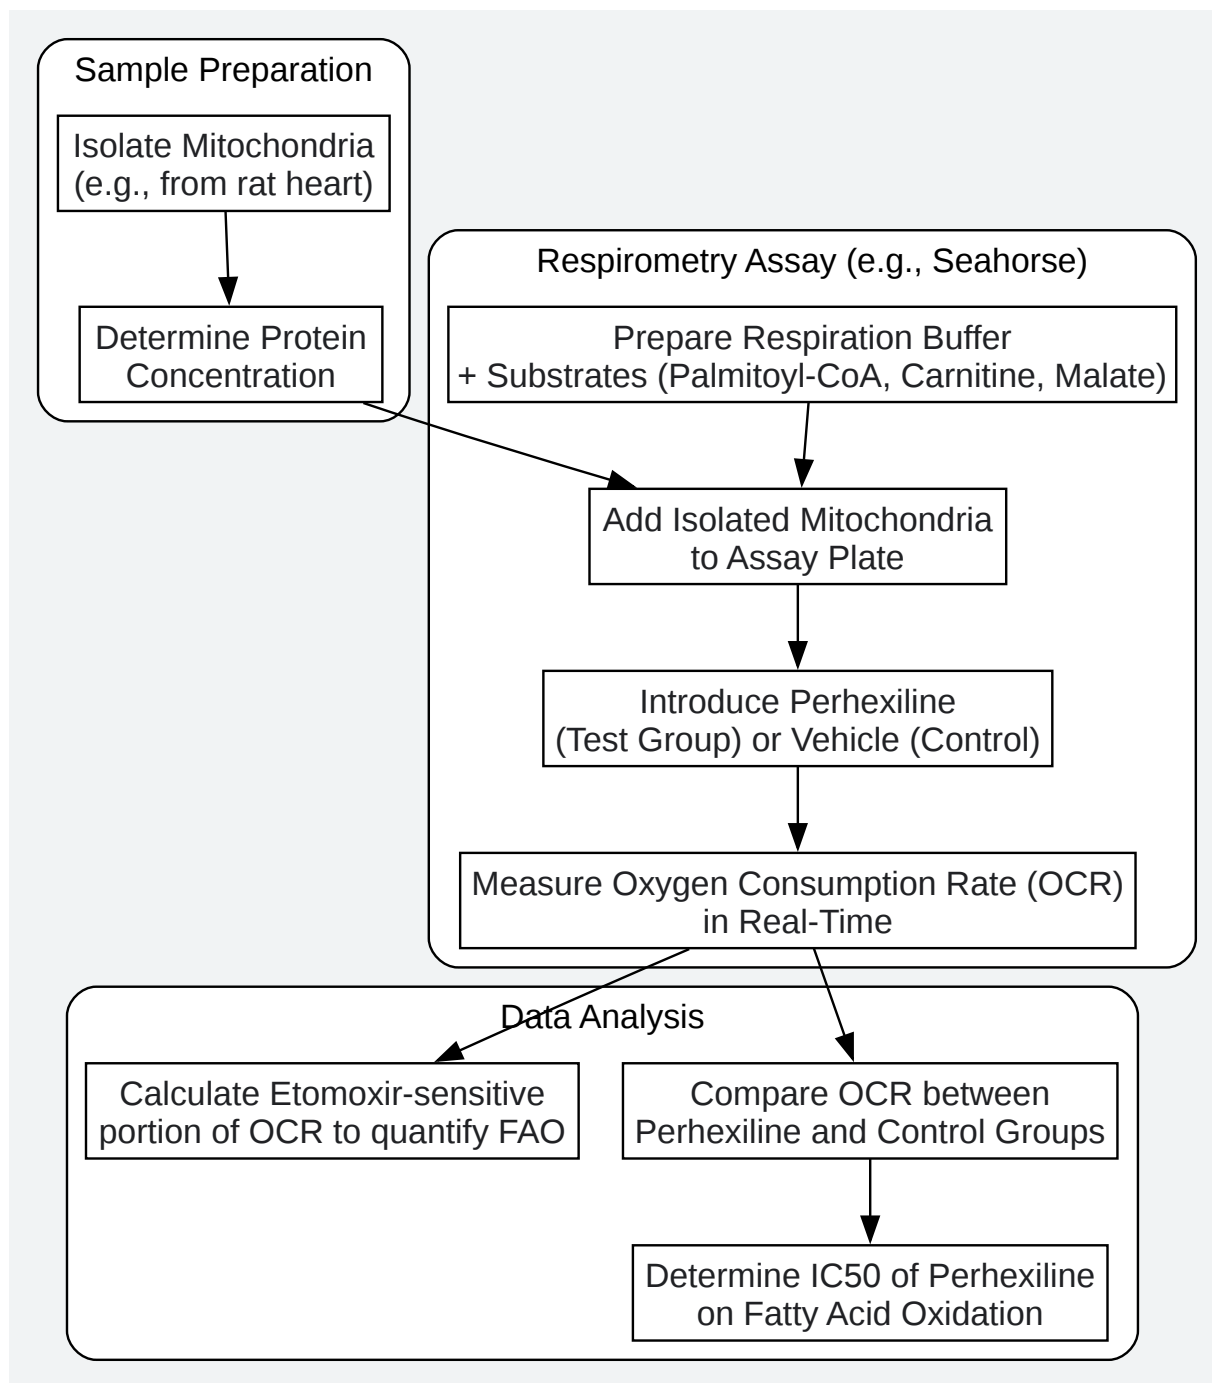 Sample Preparation
Isolate Mitochondria
(e.g., from rat heart)
Determine Protein
Concentration
Respirometry Assay (e.g., Seahorse)
Prepare Respiration Buffer
+ Substrates (Palmitoyl-CoA, Carnitine, Malate)
Add Isolated Mitochondria
to Assay Plate
Introduce Perhexiline
(Test Group) or Vehicle (Control)
Measure Oxygen Consumption Rate (OCR)
in Real-Time
Data Analysis
Calculate Etomoxir-sensitive
portion of OCR to quantify FAO
Compare OCR between
Perhexiline and Control Groups
Determine IC50 of Perhexiline
on Fatty Acid Oxidation